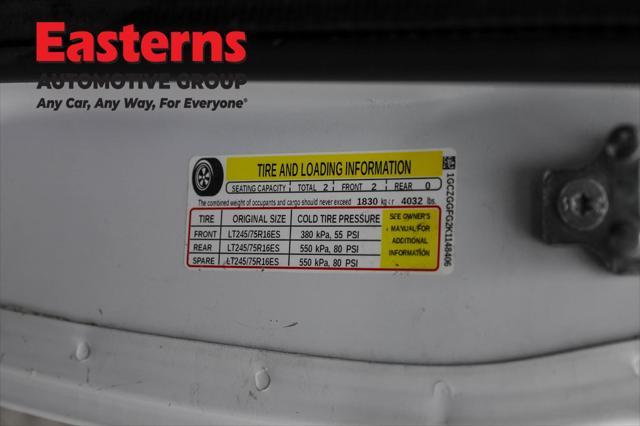 Easterns
AUTOMOTIVE GROUP
Any Car, Any Way, For Everyone®
TIRE AND LOADING INFORMATION
SEATING CAPACITY TOTAL 2 FRONT 2 REAR 0
The combined weight of occupants and cargo should never exceed 1830 kg or 4032 lbs.
TIRE ORIGINAL SIZE COLD TIRE PRESSURE
FRONT LT245/75R16ES 380 kPa, 55 PSI
REAR LT245/75R16ES 550 kPa, 80 PSI
SPARE LT245/75R16ES 550 kPa, 80 PSI
SEE OWNER'S
MANUAL FOR
ADDITIONAL
INFORMATION
1GCZGGFG2K1148406